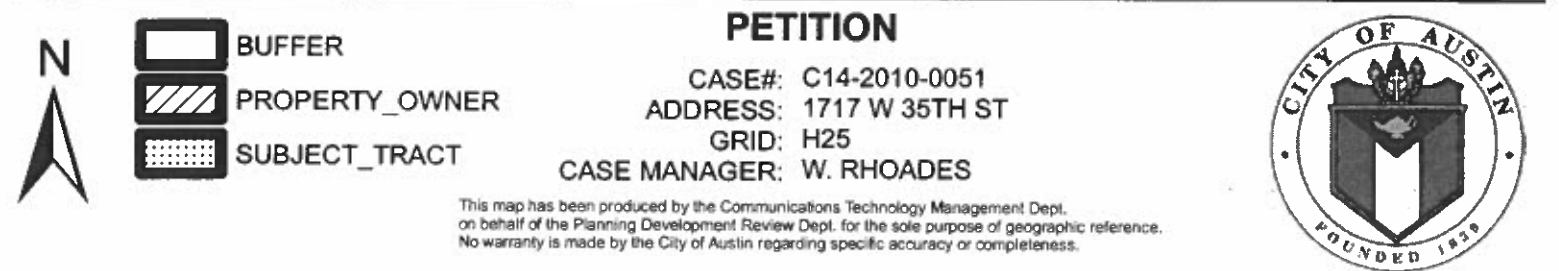 PETITION
N
BUFFER
PROPERTY_OWNER
SUBJECT_TRACT
CASE#: C14-2010-0051
ADDRESS: 1717 W 35TH ST
GRID: H25
CASE MANAGER: W. RHOADES
This map has been produced by the Communications Technology Management Dept.
on behalf of the Planning Development Review Dept. for the sole purpose of geographic reference.
No warranty is made by the City of Austin regarding specific accuracy or completeness.
CITY OF AUSTIN
FOUNDED 1839